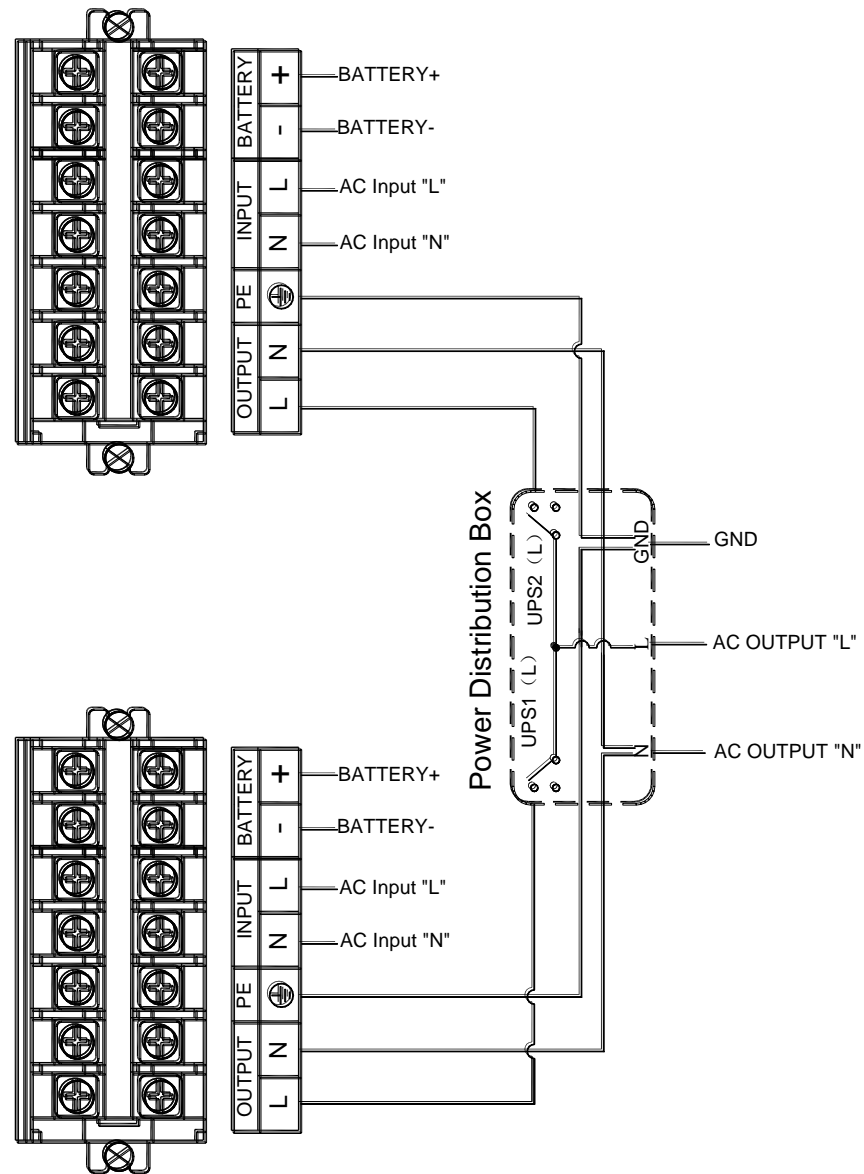 BATTERY
+
BATTERY+
-
BATTERY-
INPUT
L
AC Input "L"
N
AC Input "N"
PE
OUTPUT
N
L
Power Distribution Box
UPS2（L）
UPS1（L）
GND
GND
L
AC OUTPUT "L"
N
AC OUTPUT "N"
BATTERY
+
BATTERY+
-
BATTERY-
INPUT
L
AC Input "L"
N
AC Input "N"
PE
OUTPUT
N
L